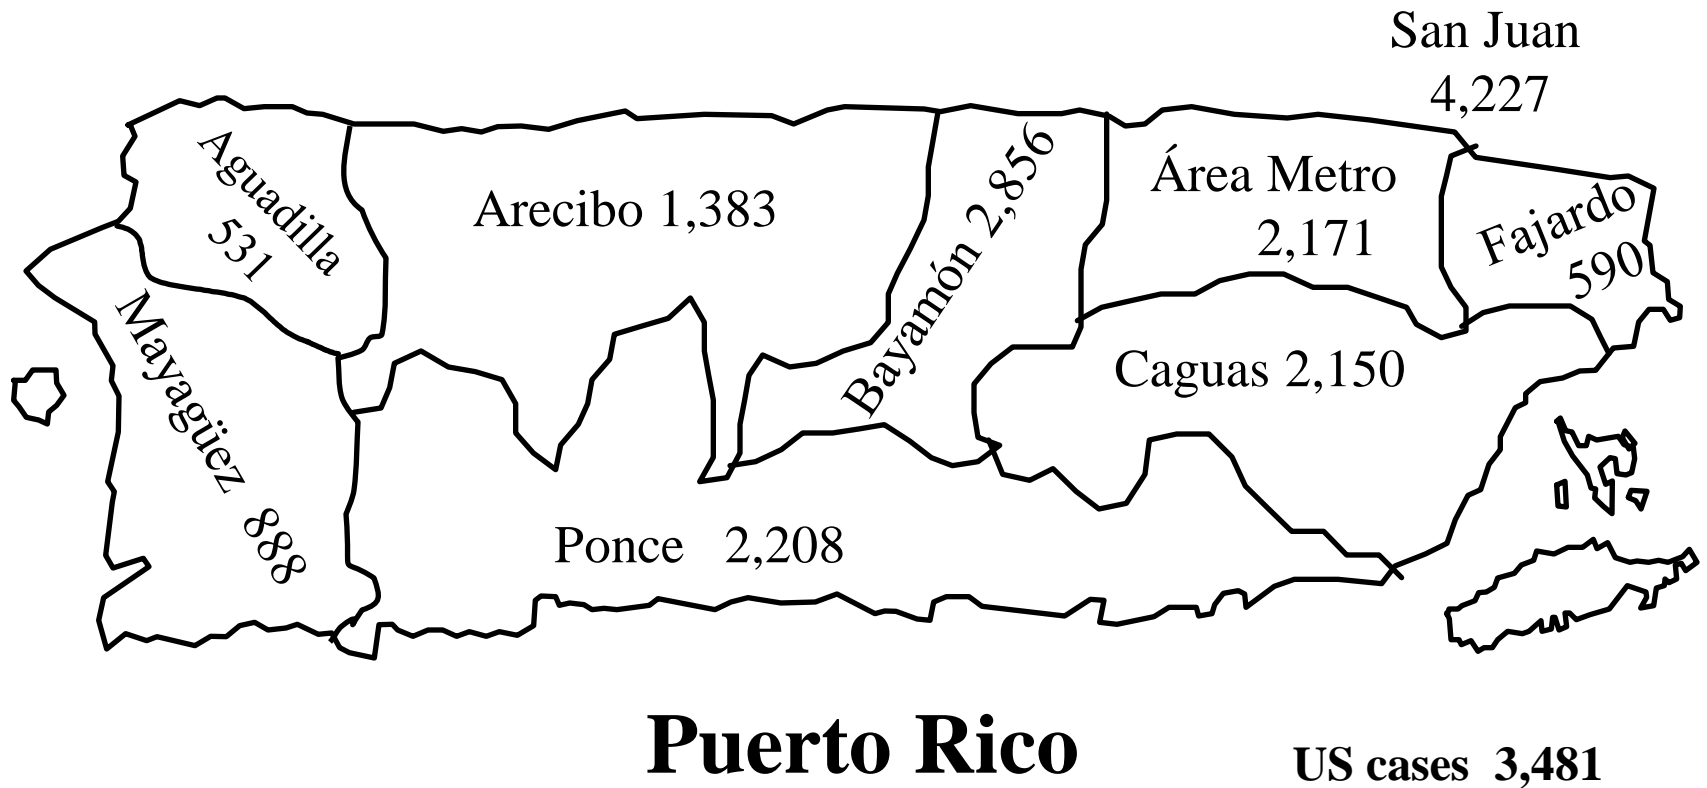 San Juan
4,227
Aguadilla
531
Arecibo 1,383
Bayamón 2,856
Área Metro
2,171
Fajardo
590
Mayagüez 888
Caguas 2,150
Ponce 2,208
Puerto Rico
US cases 3,481